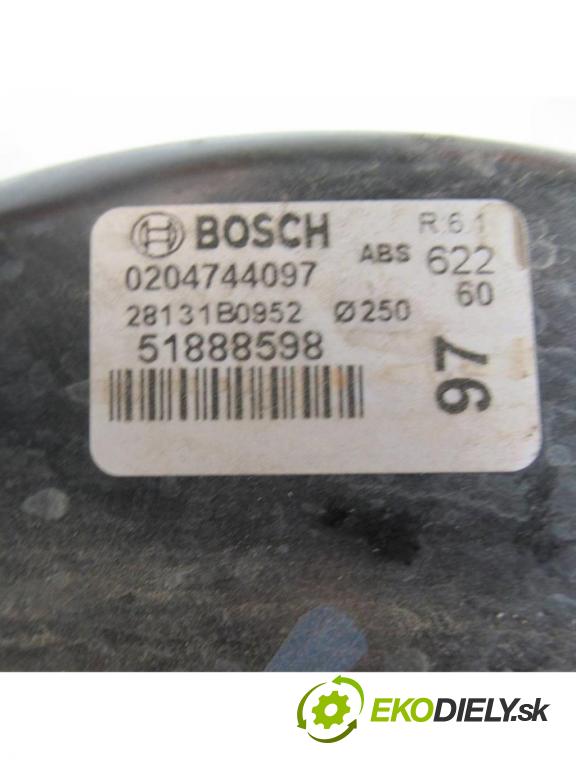 BOSCH R.6.1
0204744097 ABS 622
28131B0952 Ø250 60
51888598
97
EKODIELY.sk